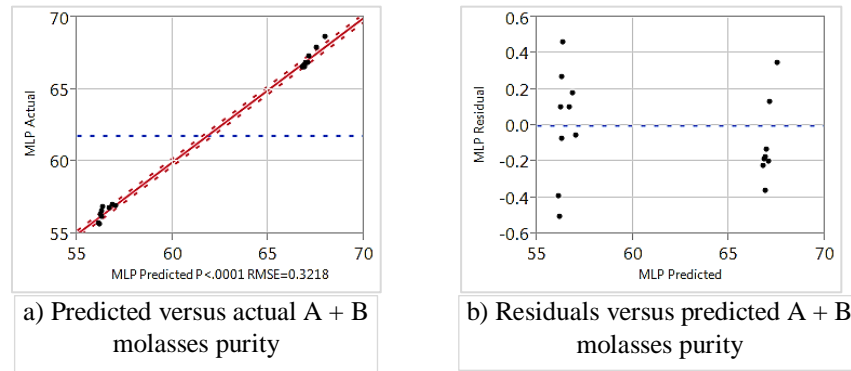 70
65
60
55
MLP Actual
55
60
65
70
MLP Predicted P<.0001 RMSE=0.3218
a) Predicted versus actual A + B
molasses purity
0.6
0.4
0.2
0.0
-0.2
-0.4
-0.6
MLP Residual
55
60
65
70
MLP Predicted
b) Residuals versus predicted A + B
molasses purity